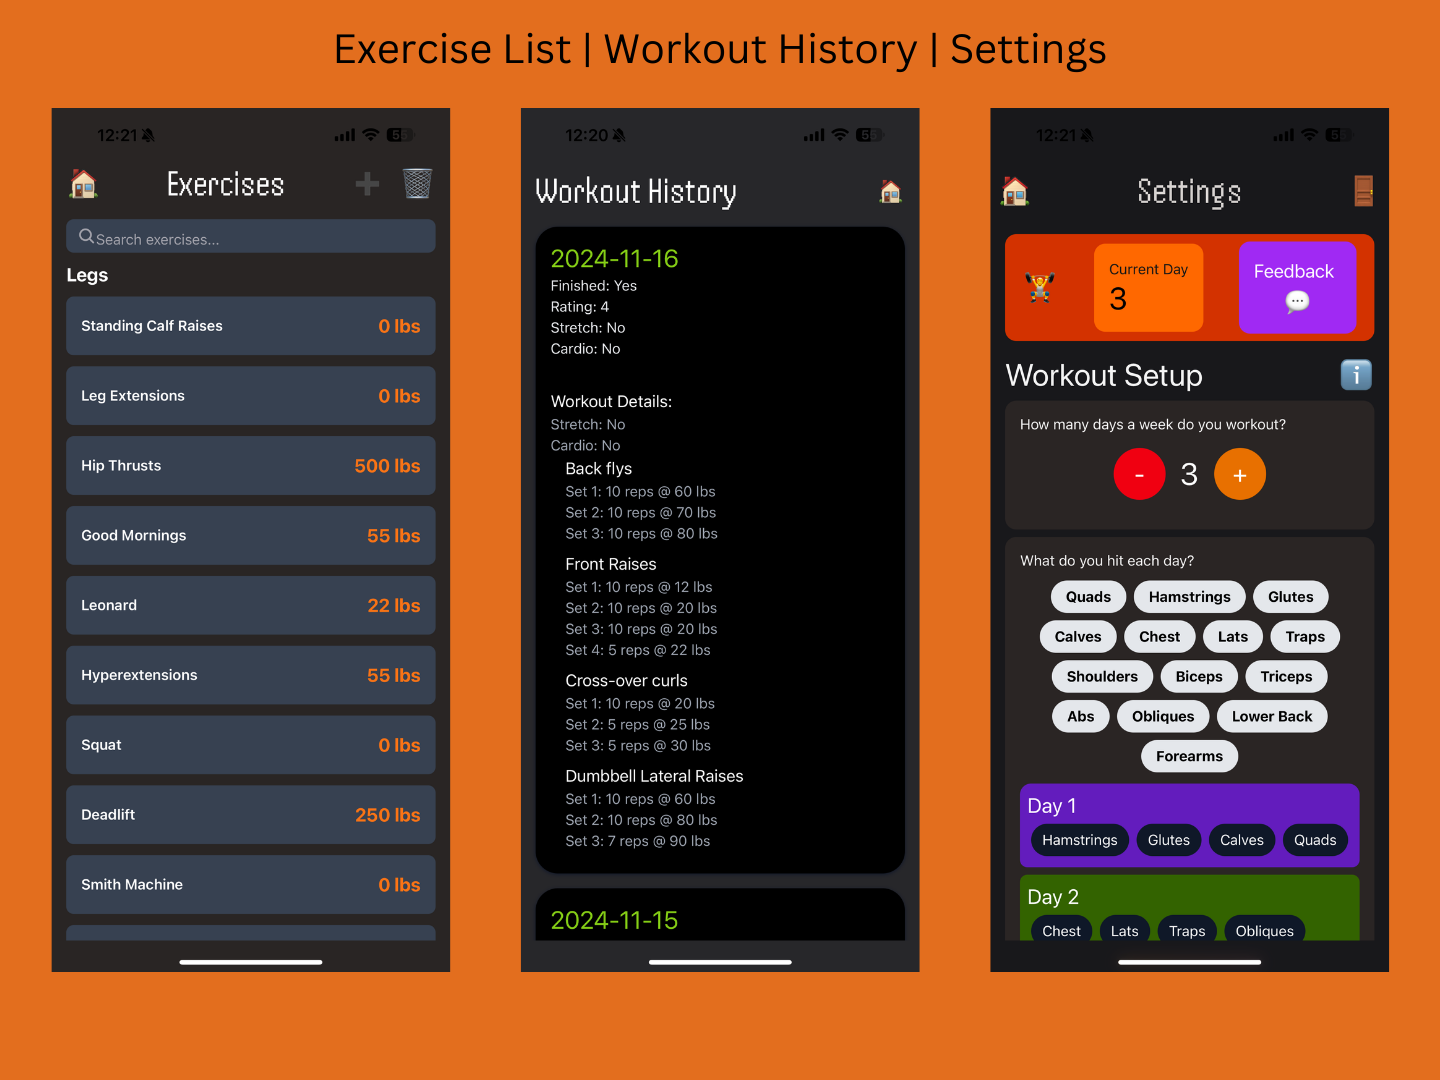 Exercise List | Workout History | Settings
12:21
Exercises
Search exercises...
Legs
Standing Calf Raises 0 lbs
Leg Extensions 0 lbs
Hip Thrusts 500 lbs
Good Mornings 55 lbs
Leonard 22 lbs
Hyperextensions 55 lbs
Squat 0 lbs
Deadlift 250 lbs
Smith Machine 0 lbs
12:20
Workout History
2024-11-16
Finished: Yes
Rating: 4
Stretch: No
Cardio: No
Workout Details:
Stretch: No
Cardio: No
Back flys
Set 1: 10 reps @ 60 lbs
Set 2: 10 reps @ 70 lbs
Set 3: 10 reps @ 80 lbs
Front Raises
Set 1: 10 reps @ 12 lbs
Set 2: 10 reps @ 20 lbs
Set 3: 10 reps @ 20 lbs
Set 4: 5 reps @ 22 lbs
Cross-over curls
Set 1: 10 reps @ 20 lbs
Set 2: 5 reps @ 25 lbs
Set 3: 5 reps @ 30 lbs
Dumbbell Lateral Raises
Set 1: 10 reps @ 60 lbs
Set 2: 10 reps @ 80 lbs
Set 3: 7 reps @ 90 lbs
2024-11-15
12:21
Settings
Current Day
3
Feedback
Workout Setup
How many days a week do you workout?
- 3 +
What do you hit each day?
Quads Hamstrings Glutes
Calves Chest Lats Traps
Shoulders Biceps Triceps
Abs Obliques Lower Back
Forearms
Day 1
Hamstrings Glutes Calves Quads
Day 2
Chest Lats Traps Obliques